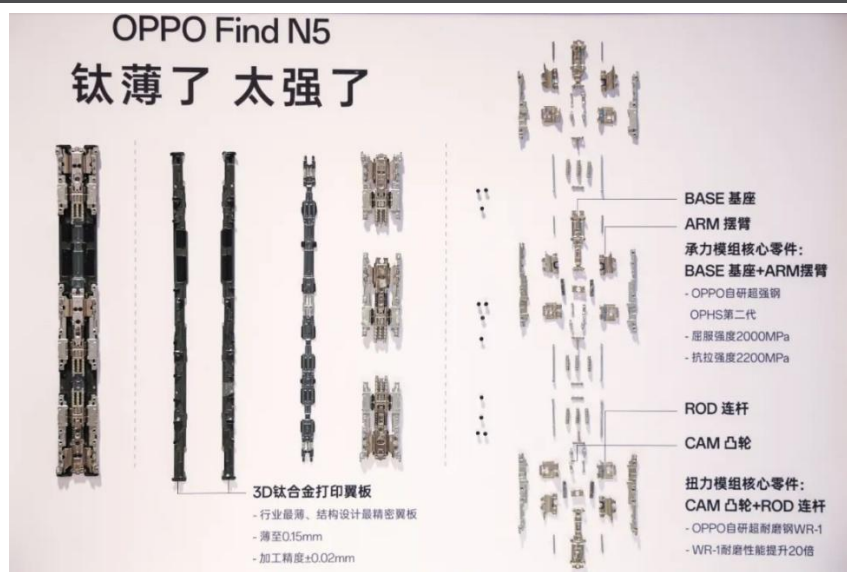 OPPO Find N5
钛薄了 太强了
3D钛合金打印翼板
- 行业最薄、结构设计最精密翼板
- 薄至0.15mm
- 加工精度±0.02mm
BASE 基座
ARM 摆臂
承力模组核心零件：
BASE 基座+ARM摆臂
- OPPO自研超强钢
OPHS第二代
- 屈服强度2000MPa
- 抗拉强度2200MPa
ROD 连杆
CAM 凸轮
扭力模组核心零件：
CAM 凸轮+ROD 连杆
- OPPO自研超耐磨钢WR-1
- WR-1耐磨性能提升20倍